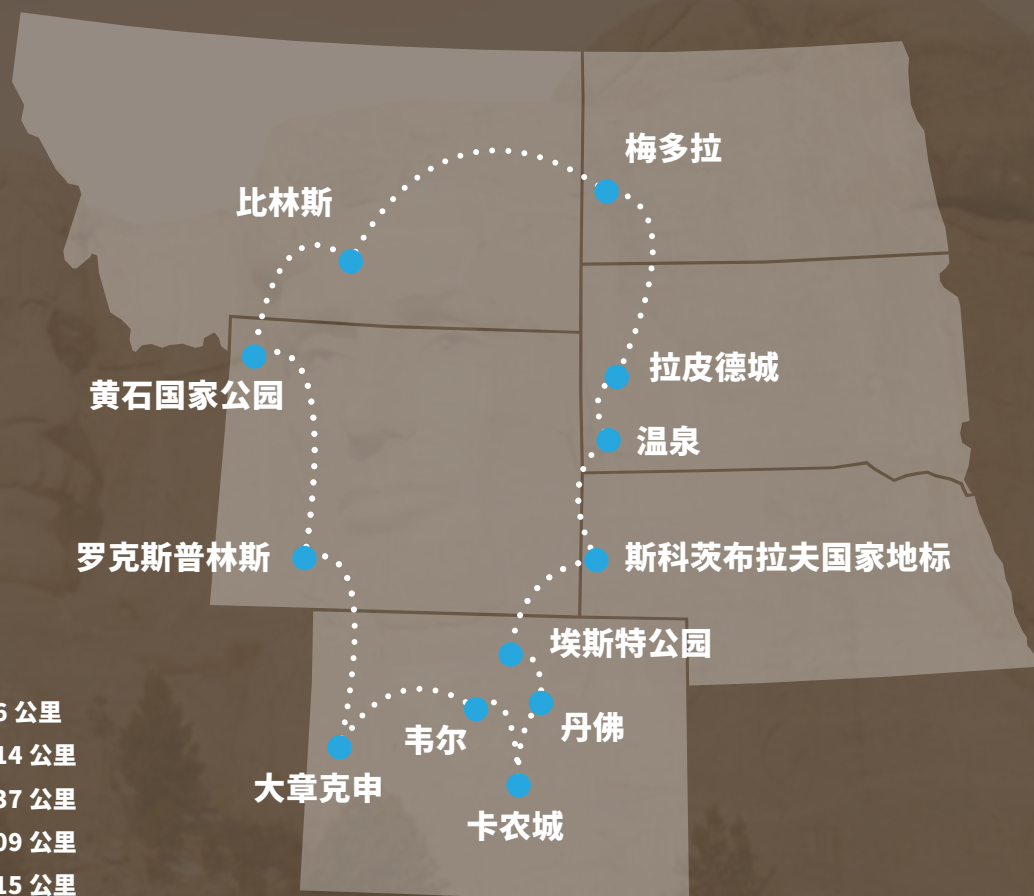 梅多拉
比林斯
拉皮德城
黄石国家公园
温泉
罗克斯普林斯
斯科茨布拉夫国家地标
埃斯特公园
6 公里
丹佛
韦尔
14 公里
大章克申
37 公里
卡农城
09 公里
15 公里